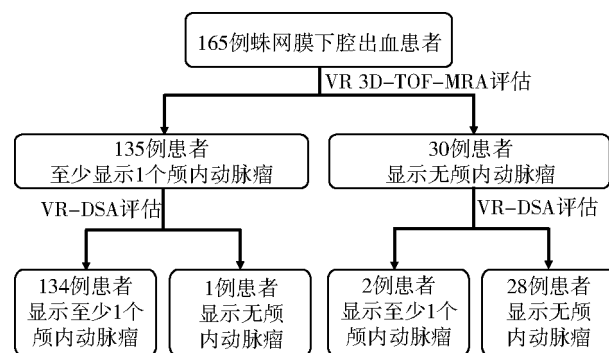 165例蛛网膜下腔出血患者
VR 3D-TOF-MRA评估
135例患者
至少显示1个颅内动脉瘤
30例患者
显示无颅内动脉瘤
VR-DSA评估
VR-DSA评估
134例患者
显示至少1个
颅内动脉瘤
1例患者
显示无颅
内动脉瘤
2例患者
显示至少1个
颅内动脉瘤
28例患者
显示无颅
内动脉瘤